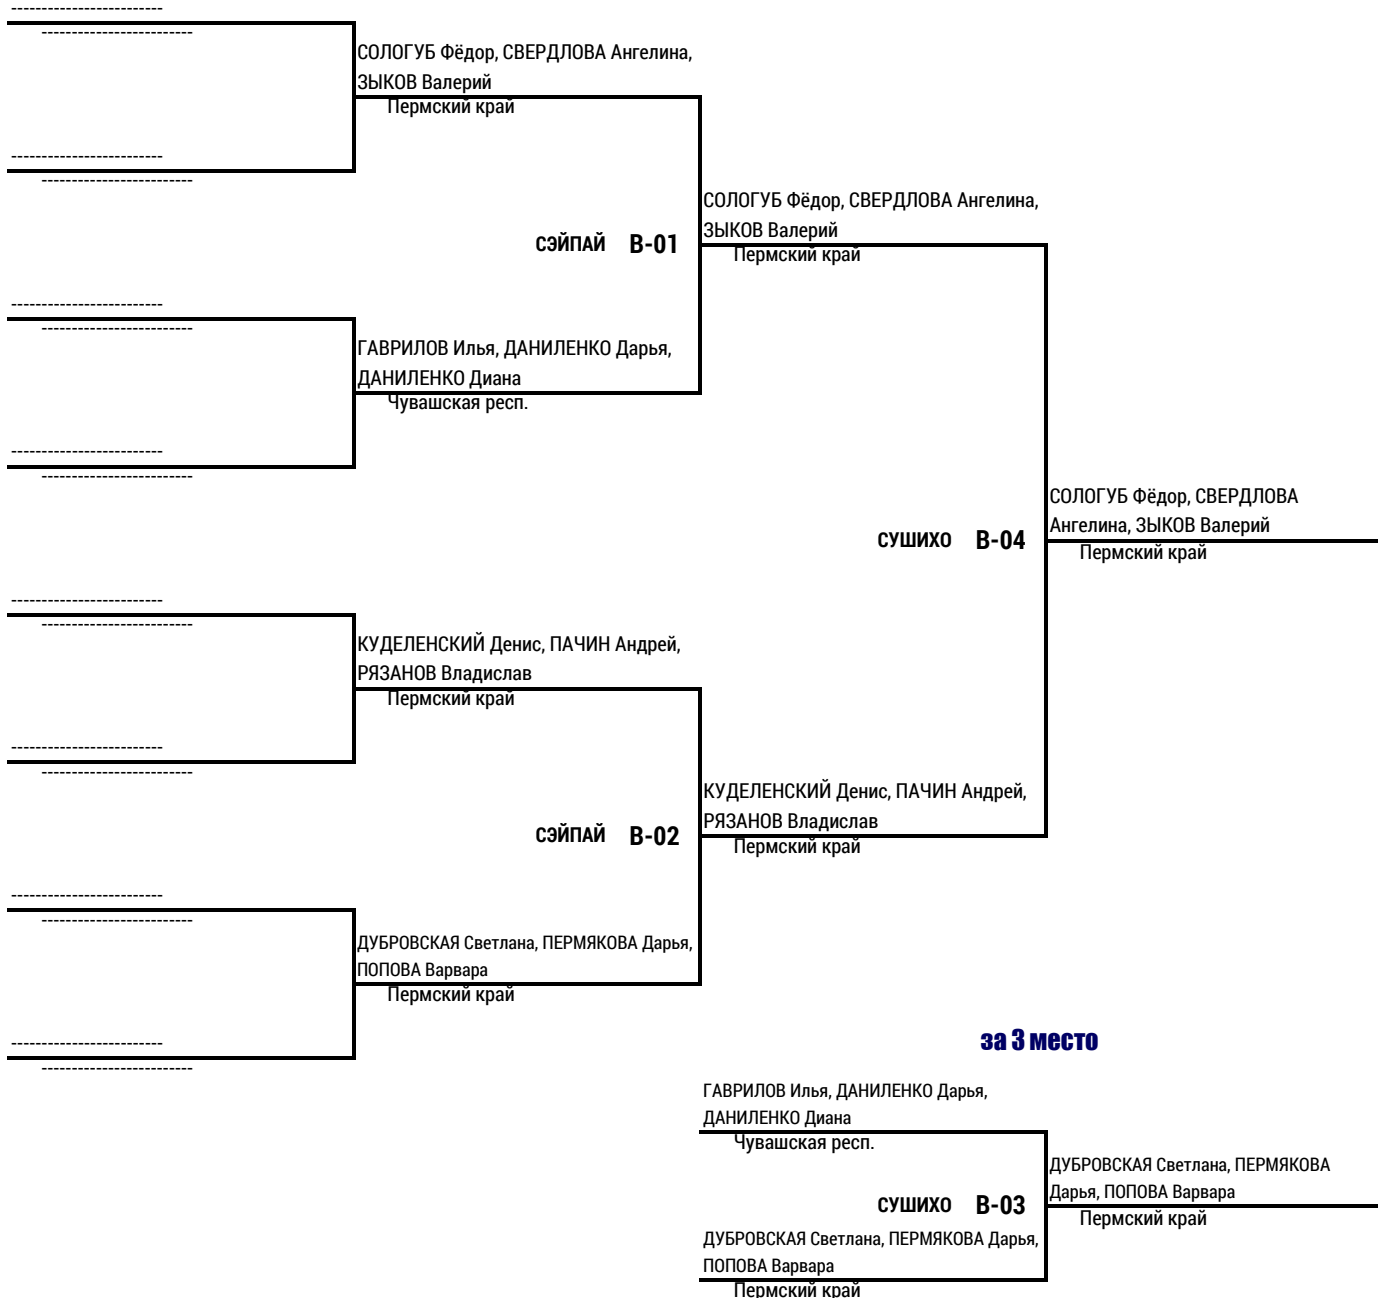 -------------------------
-------------------------
СОЛОГУБ Фёдор, СВЕРДЛОВА Ангелина,
ЗЫКОВ Валерий
Пермский край
-------------------------
-------------------------
СОЛОГУБ Фёдор, СВЕРДЛОВА Ангелина,
ЗЫКОВ Валерий
Пермский край
СЭЙПАЙ B-01
-------------------------
-------------------------
ГАВРИЛОВ Илья, ДАНИЛЕНКО Дарья,
ДАНИЛЕНКО Диана
Чувашская респ.
-------------------------
-------------------------
СОЛОГУБ Фёдор, СВЕРДЛОВА
Ангелина, ЗЫКОВ Валерий
Пермский край
СУШИХО B-04
-------------------------
-------------------------
КУДЕЛЕНСКИЙ Денис, ПАЧИН Андрей,
РЯЗАНОВ Владислав
Пермский край
-------------------------
-------------------------
КУДЕЛЕНСКИЙ Денис, ПАЧИН Андрей,
РЯЗАНОВ Владислав
Пермский край
СЭЙПАЙ B-02
-------------------------
-------------------------
ДУБРОВСКАЯ Светлана, ПЕРМЯКОВА Дарья,
ПОПОВА Варвара
Пермский край
-------------------------
-------------------------
за 3 место
ГАВРИЛОВ Илья, ДАНИЛЕНКО Дарья,
ДАНИЛЕНКО Диана
Чувашская респ.
ДУБРОВСКАЯ Светлана, ПЕРМЯКОВА
Дарья, ПОПОВА Варвара
Пермский край
СУШИХО B-03
ДУБРОВСКАЯ Светлана, ПЕРМЯКОВА Дарья,
ПОПОВА Варвара
Пермский край